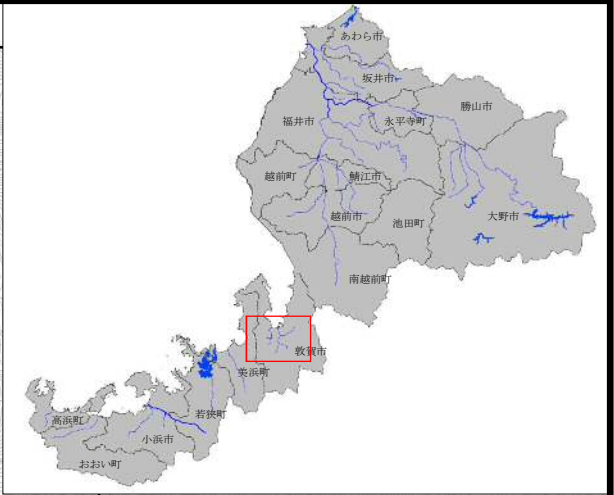 あわら市
坂井市
勝山市
福井市
永平寺町
越前町
鯖江市
越前市
池田町
大野市
南越前町
敦賀市
美浜町
若狭町
高浜町
小浜市
おおい町